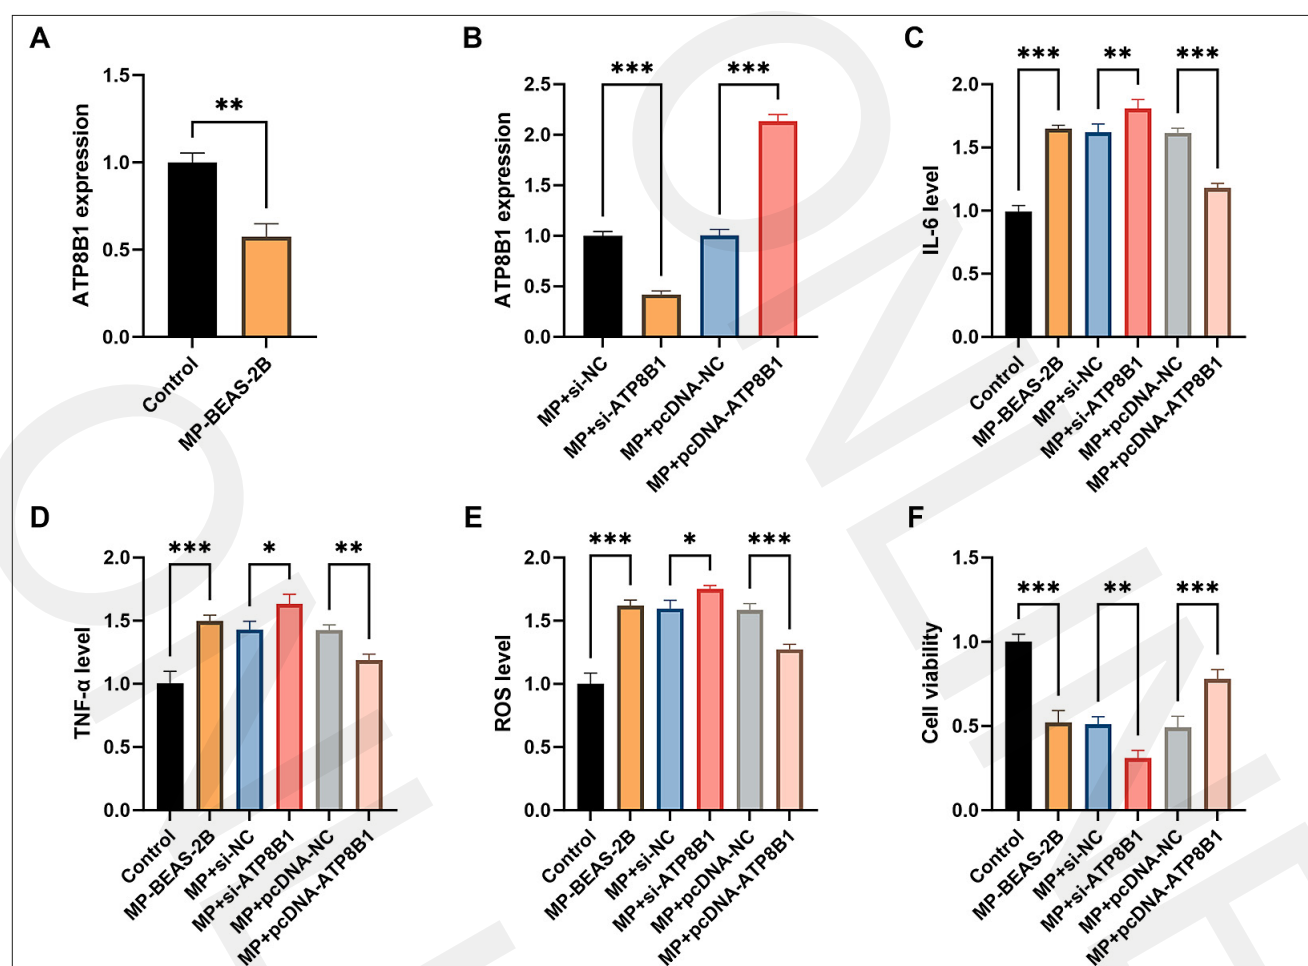 A
ATP8B1 expression
1.5
1.0
0.5
0.0
**
Control
MP-BEAS-2B
B
ATP8B1 expression
2.5
2.0
1.5
1.0
0.5
0.0
***
***
MP+si-NC
MP+si-ATP8B1
MP+pcDNA-NC
MP+pcDNA-ATP8B1
C
IL-6 level
2.0
1.5
1.0
0.5
0.0
***
**
***
Control
MP-BEAS-2B
MP+si-NC
MP+si-ATP8B1
MP+pcDNA-NC
MP+pcDNA-ATP8B1
D
TNF-α level
2.0
1.5
1.0
0.5
0.0
***
*
**
Control
MP-BEAS-2B
MP+si-NC
MP+si-ATP8B1
MP+pcDNA-NC
MP+pcDNA-ATP8B1
E
ROS level
2.0
1.5
1.0
0.5
0.0
***
*
***
Control
MP-BEAS-2B
MP+si-NC
MP+si-ATP8B1
MP+pcDNA-NC
MP+pcDNA-ATP8B1
F
Cell viability
1.5
1.0
0.5
0.0
***
**
***
Control
MP-BEAS-2B
MP+si-NC
MP+si-ATP8B1
MP+pcDNA-NC
MP+pcDNA-ATP8B1